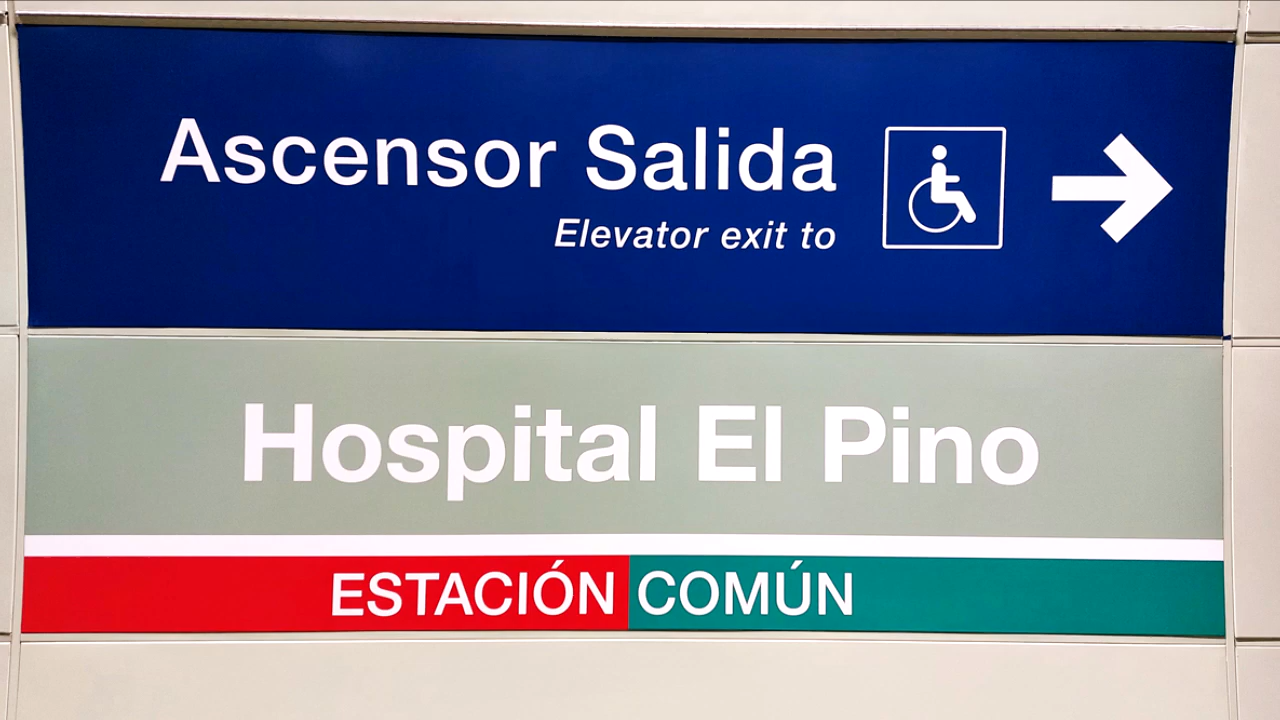 Ascensor Salida
Elevator exit to
Hospital El Pino
ESTACIÓN COMÚN